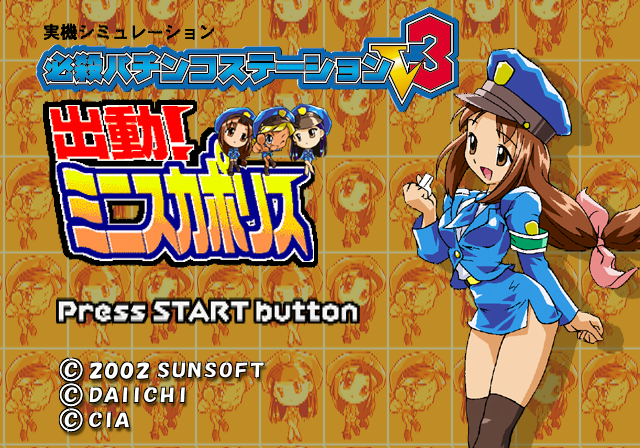 実機シミュレーション
必殺パチンコステーションV3
出動!
ミニスカポリス
Press START button
© 2002 SUNSOFT
© DAIICHI
© CIA